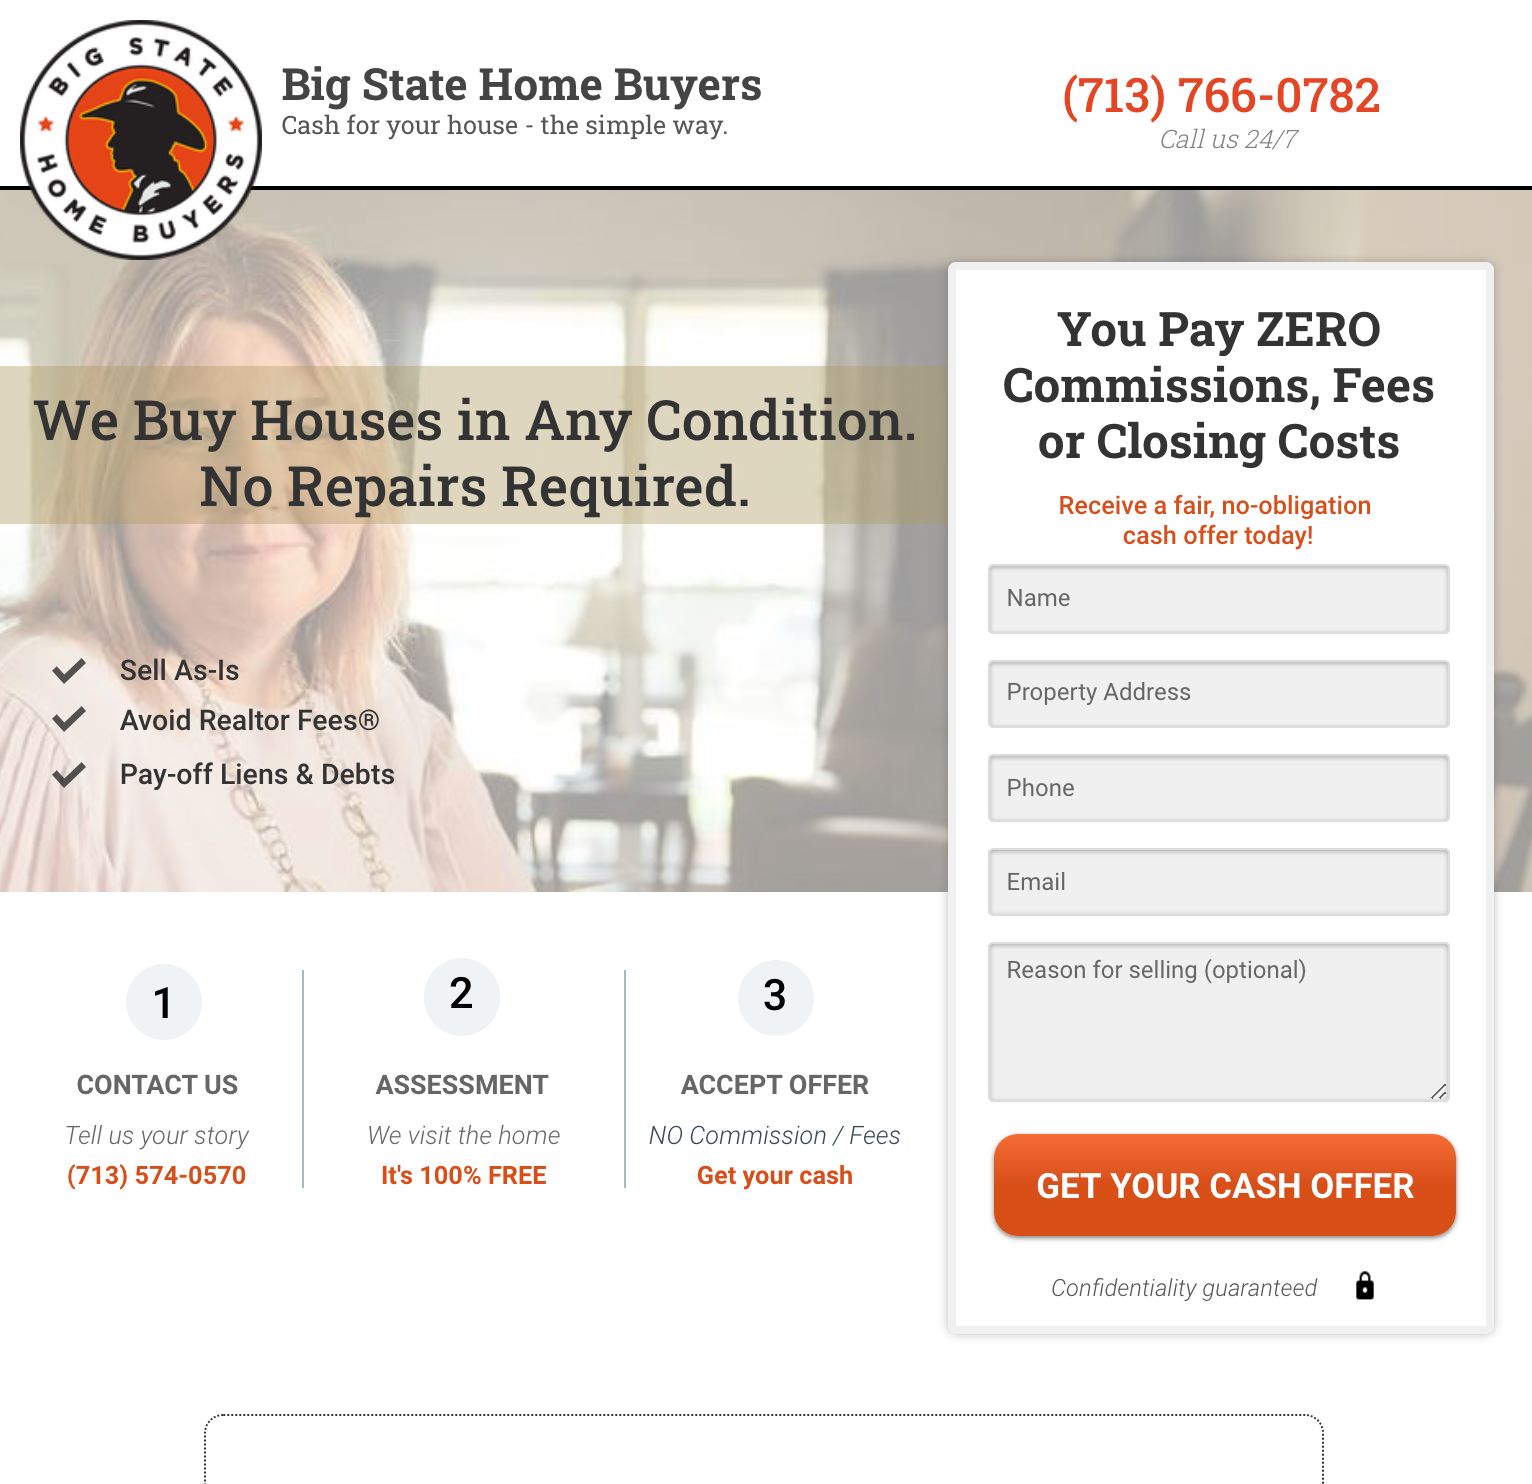 BIG STATE
HOME BUYERS
Big State Home Buyers
Cash for your house - the simple way.
(713) 766-0782
Call us 24/7
We Buy Houses in Any Condition.
No Repairs Required.
Sell As-Is
Avoid Realtor Fees®
Pay-off Liens & Debts
You Pay ZERO
Commissions, Fees
or Closing Costs
Receive a fair, no-obligation
cash offer today!
Name
Property Address
Phone
Email
Reason for selling (optional)
GET YOUR CASH OFFER
Confidentiality guaranteed
1
CONTACT US
Tell us your story
(713) 574-0570
2
ASSESSMENT
We visit the home
It's 100% FREE
3
ACCEPT OFFER
NO Commission / Fees
Get your cash